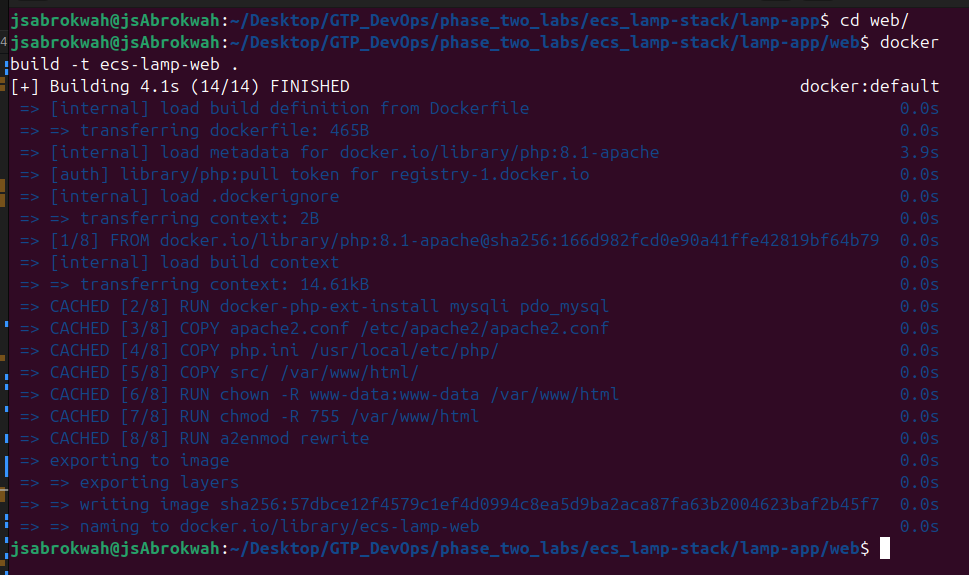 jsabrokwah@jsAbrokwah:~/Desktop/GTP_DevOps/phase_two_labs/ecs_lamp-stack/lamp-app$ cd web/
jsabrokwah@jsAbrokwah:~/Desktop/GTP_DevOps/phase_two_labs/ecs_lamp-stack/lamp-app/web$ docker
build -t ecs-lamp-web .
[+] Building 4.1s (14/14) FINISHED docker:default
=> [internal] load build definition from Dockerfile 0.0s
=> => transferring dockerfile: 465B 0.0s
=> [internal] load metadata for docker.io/library/php:8.1-apache 3.9s
=> [auth] library/php:pull token for registry-1.docker.io 0.0s
=> [internal] load .dockerignore 0.0s
=> => transferring context: 2B 0.0s
=> [1/8] FROM docker.io/library/php:8.1-apache@sha256:166d982fcd0e90a41ffe42819bf64b79 0.0s
=> [internal] load build context 0.0s
=> => transferring context: 14.61kB 0.0s
=> CACHED [2/8] RUN docker-php-ext-install mysqli pdo_mysql 0.0s
=> CACHED [3/8] COPY apache2.conf /etc/apache2/apache2.conf 0.0s
=> CACHED [4/8] COPY php.ini /usr/local/etc/php/ 0.0s
=> CACHED [5/8] COPY src/ /var/www/html/ 0.0s
=> CACHED [6/8] RUN chown -R www-data:www-data /var/www/html 0.0s
=> CACHED [7/8] RUN chmod -R 755 /var/www/html 0.0s
=> CACHED [8/8] RUN a2enmod rewrite 0.0s
=> exporting to image 0.0s
=> => exporting layers 0.0s
=> => writing image sha256:57dbce12f4579c1ef4d0994c8ea5d9ba2aca87fa63b2004623baf2b45f7 0.0s
=> => naming to docker.io/library/ecs-lamp-web 0.0s
jsabrokwah@jsAbrokwah:~/Desktop/GTP_DevOps/phase_two_labs/ecs_lamp-stack/lamp-app/web$